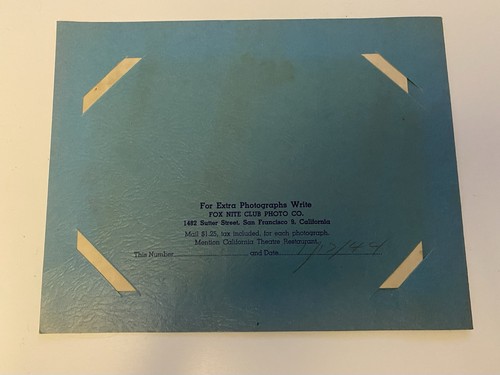 For Extra Photographs Write
FOX NITE CLUB PHOTO CO.
1482 Sutter Street, San Francisco 9, California
Mail $1.25, tax included, for each photograph.
Mention California Theatre Restaurant.
This Number and Date